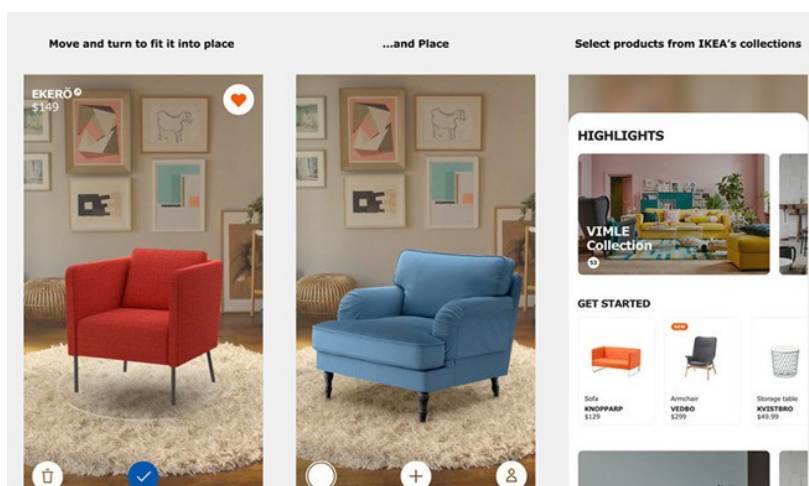 Move and turn to fit it into place
EKERÖ
$149
...and Place
Select products from IKEA's collections
HIGHLIGHTS
VIMLE
Collection
53
GET STARTED
NEW
Sofa
KNOPPARP
$129
Armchair
VEDBO
$299
Storage table
KVISTBRO
$49.99